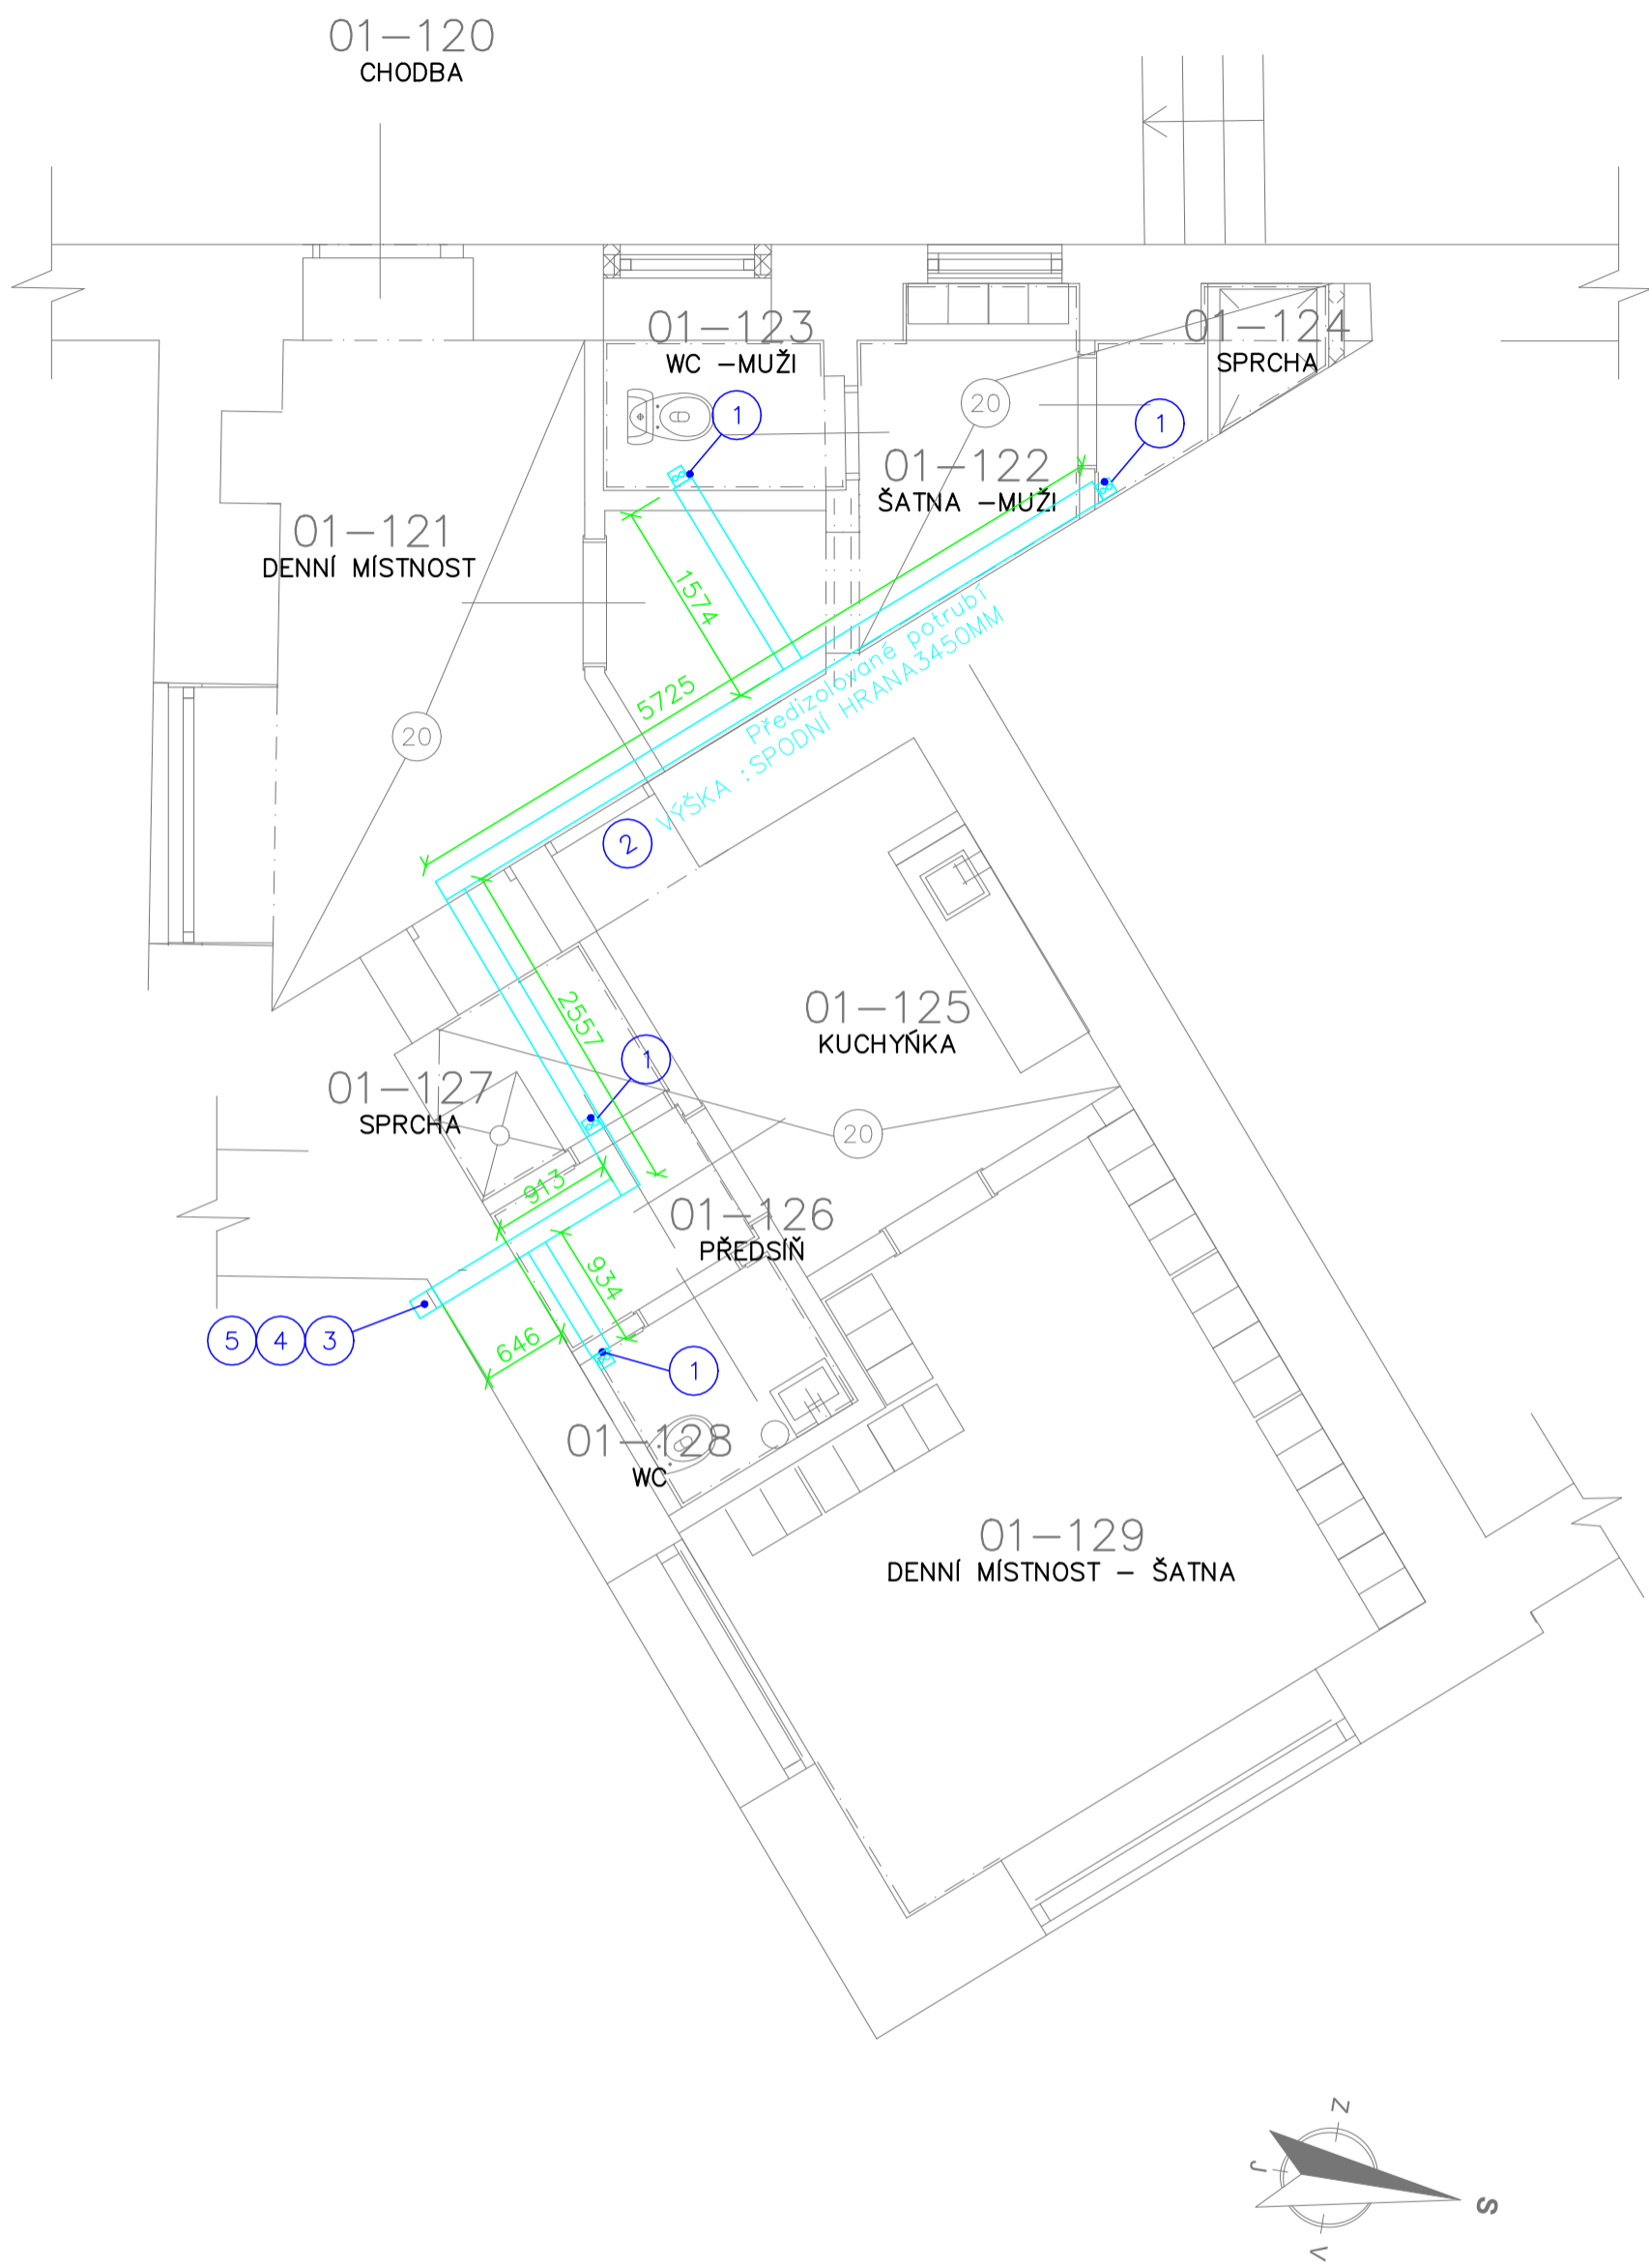 01-120
CHODBA
01-123
WC -MUŽI
01-124
SPRCHA
1
20
1
01-122
ŠATNA -MUŽI
01-121
DENNÍ MÍSTNOST
1574
5725
Předizolované potrubí
VÝŠKA :SPODNÍ HRANA3450MM
20
2
2557
01-125
KUCHYŇKA
1
01-127
SPRCHA
20
913
01-126
PŘEDSÍŇ
934
5
4
3
646
1
01-128
WC
01-129
DENNÍ MÍSTNOST - ŠATNA
Z
J
S
V